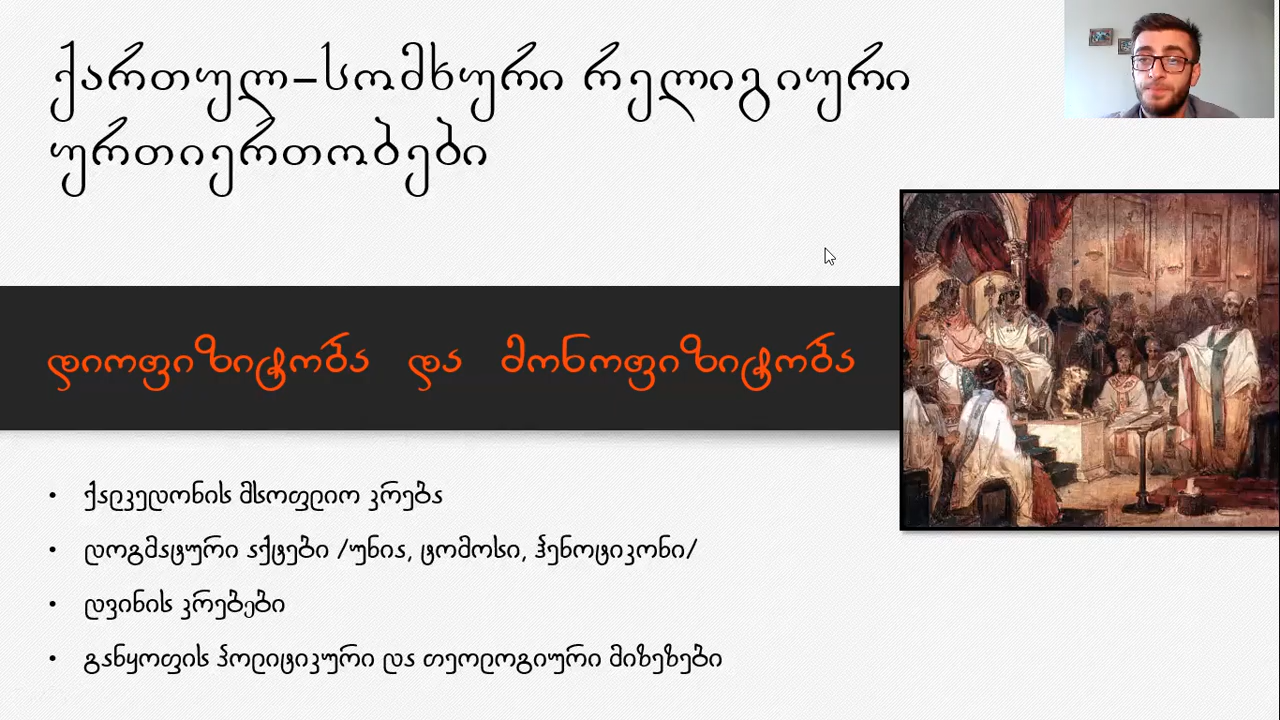 ქართულ-სომხური რელიგიური
ურთიერთობები
დიოფიზიტობა და მონოფიზიტობა
• ქალკედონის მსოფლიო კრება
• დოგმატური აქტები /უნია, ტომოსი, ჰენოტიკონი/
• დვინის კრებები
• განყოფის პოლიტიკური და თეოლოგიური მიზეზები